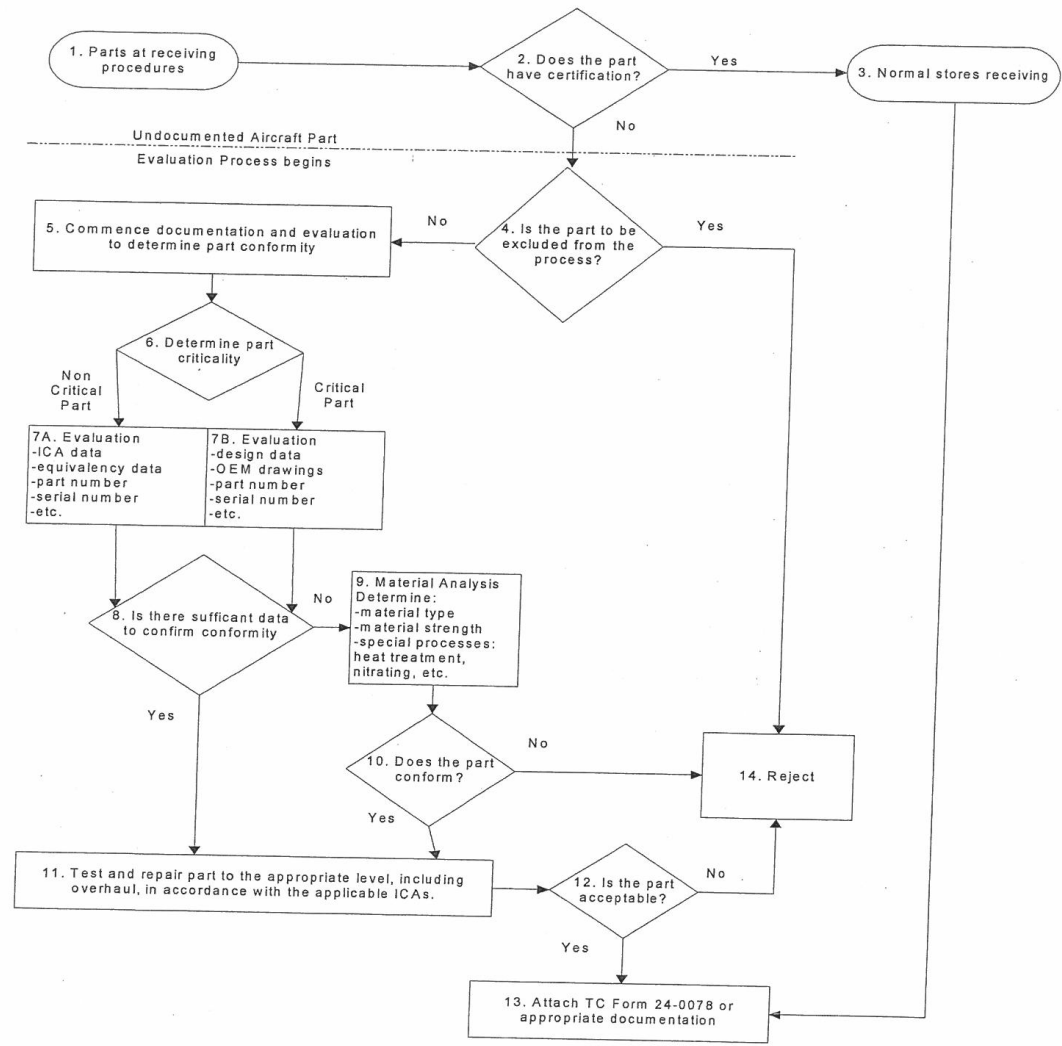 1. Parts at receiving
procedures
2. Does the part
have certification?
Yes
3. Normal stores receiving
No
Undocumented Aircraft Part
Evaluation Process begins
4. Is the part to be
excluded from the
process?
No
Yes
5. Commence documentation and evaluation
to determine part conformity
6. Determine part
criticality
Non
Critical
Part
Critical
Part
7A. Evaluation
-ICA data
-equivalency data
-part number
-serial number
-etc.
7B. Evaluation
-design data
-OEM drawings
-part number
-serial number
-etc.
8. Is there sufficant data
to confirm conformity
No
Yes
9. Material Analysis
Determine:
-material type
-material strength
-special processes:
heat treatment,
nitrating, etc.
10. Does the part
conform?
No
Yes
14. Reject
11. Test and repair part to the appropriate level, including
overhaul, in accordance with the applicable ICAs.
12. Is the part
acceptable?
No
Yes
13. Attach TC Form 24-0078 or
appropriate documentation